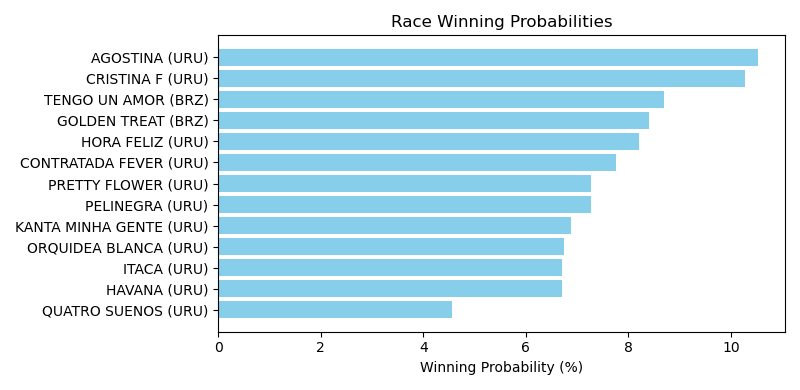 Race Winning Probabilities
AGOSTINA (URU)
CRISTINA F (URU)
TENGO UN AMOR (BRZ)
GOLDEN TREAT (BRZ)
HORA FELIZ (URU)
CONTRATADA FEVER (URU)
PRETTY FLOWER (URU)
PELINEGRA (URU)
KANTA MINHA GENTE (URU)
ORQUIDEA BLANCA (URU)
ITACA (URU)
HAVANA (URU)
QUATRO SUENOS (URU)
0 2 4 6 8 10
Winning Probability (%)